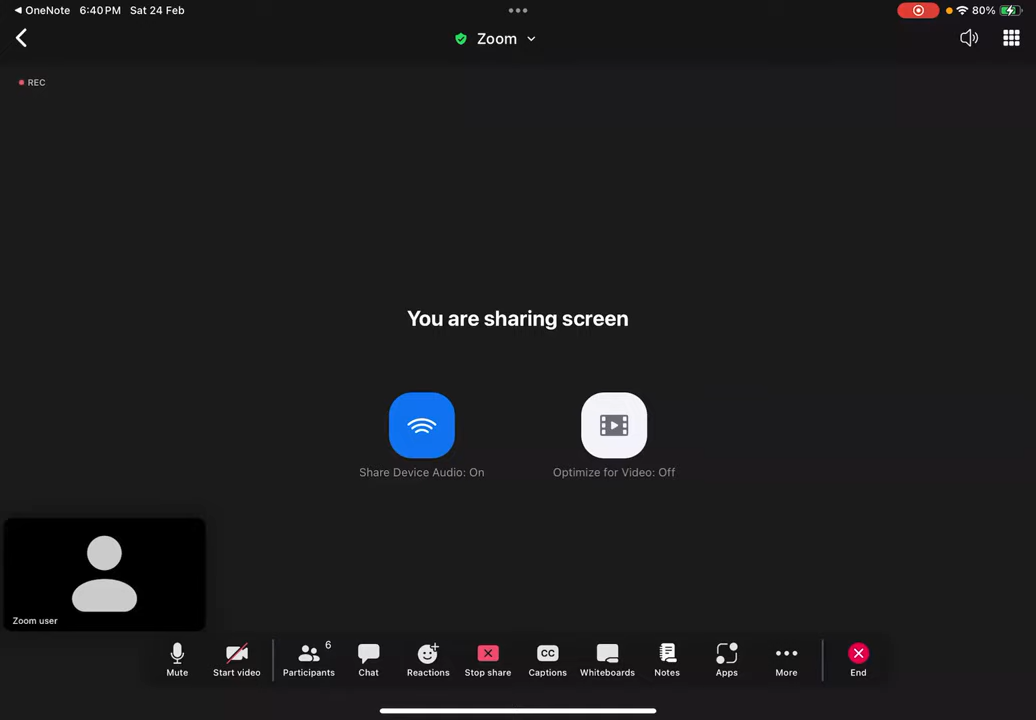 ◀ OneNote 6:40 PM Sat 24 Feb
80%
Zoom
REC
You are sharing screen
Share Device Audio: On
Optimize for Video: Off
Zoom user
6
CC
Mute Start video Participants Chat Reactions Stop share Captions Whiteboards Notes Apps More End